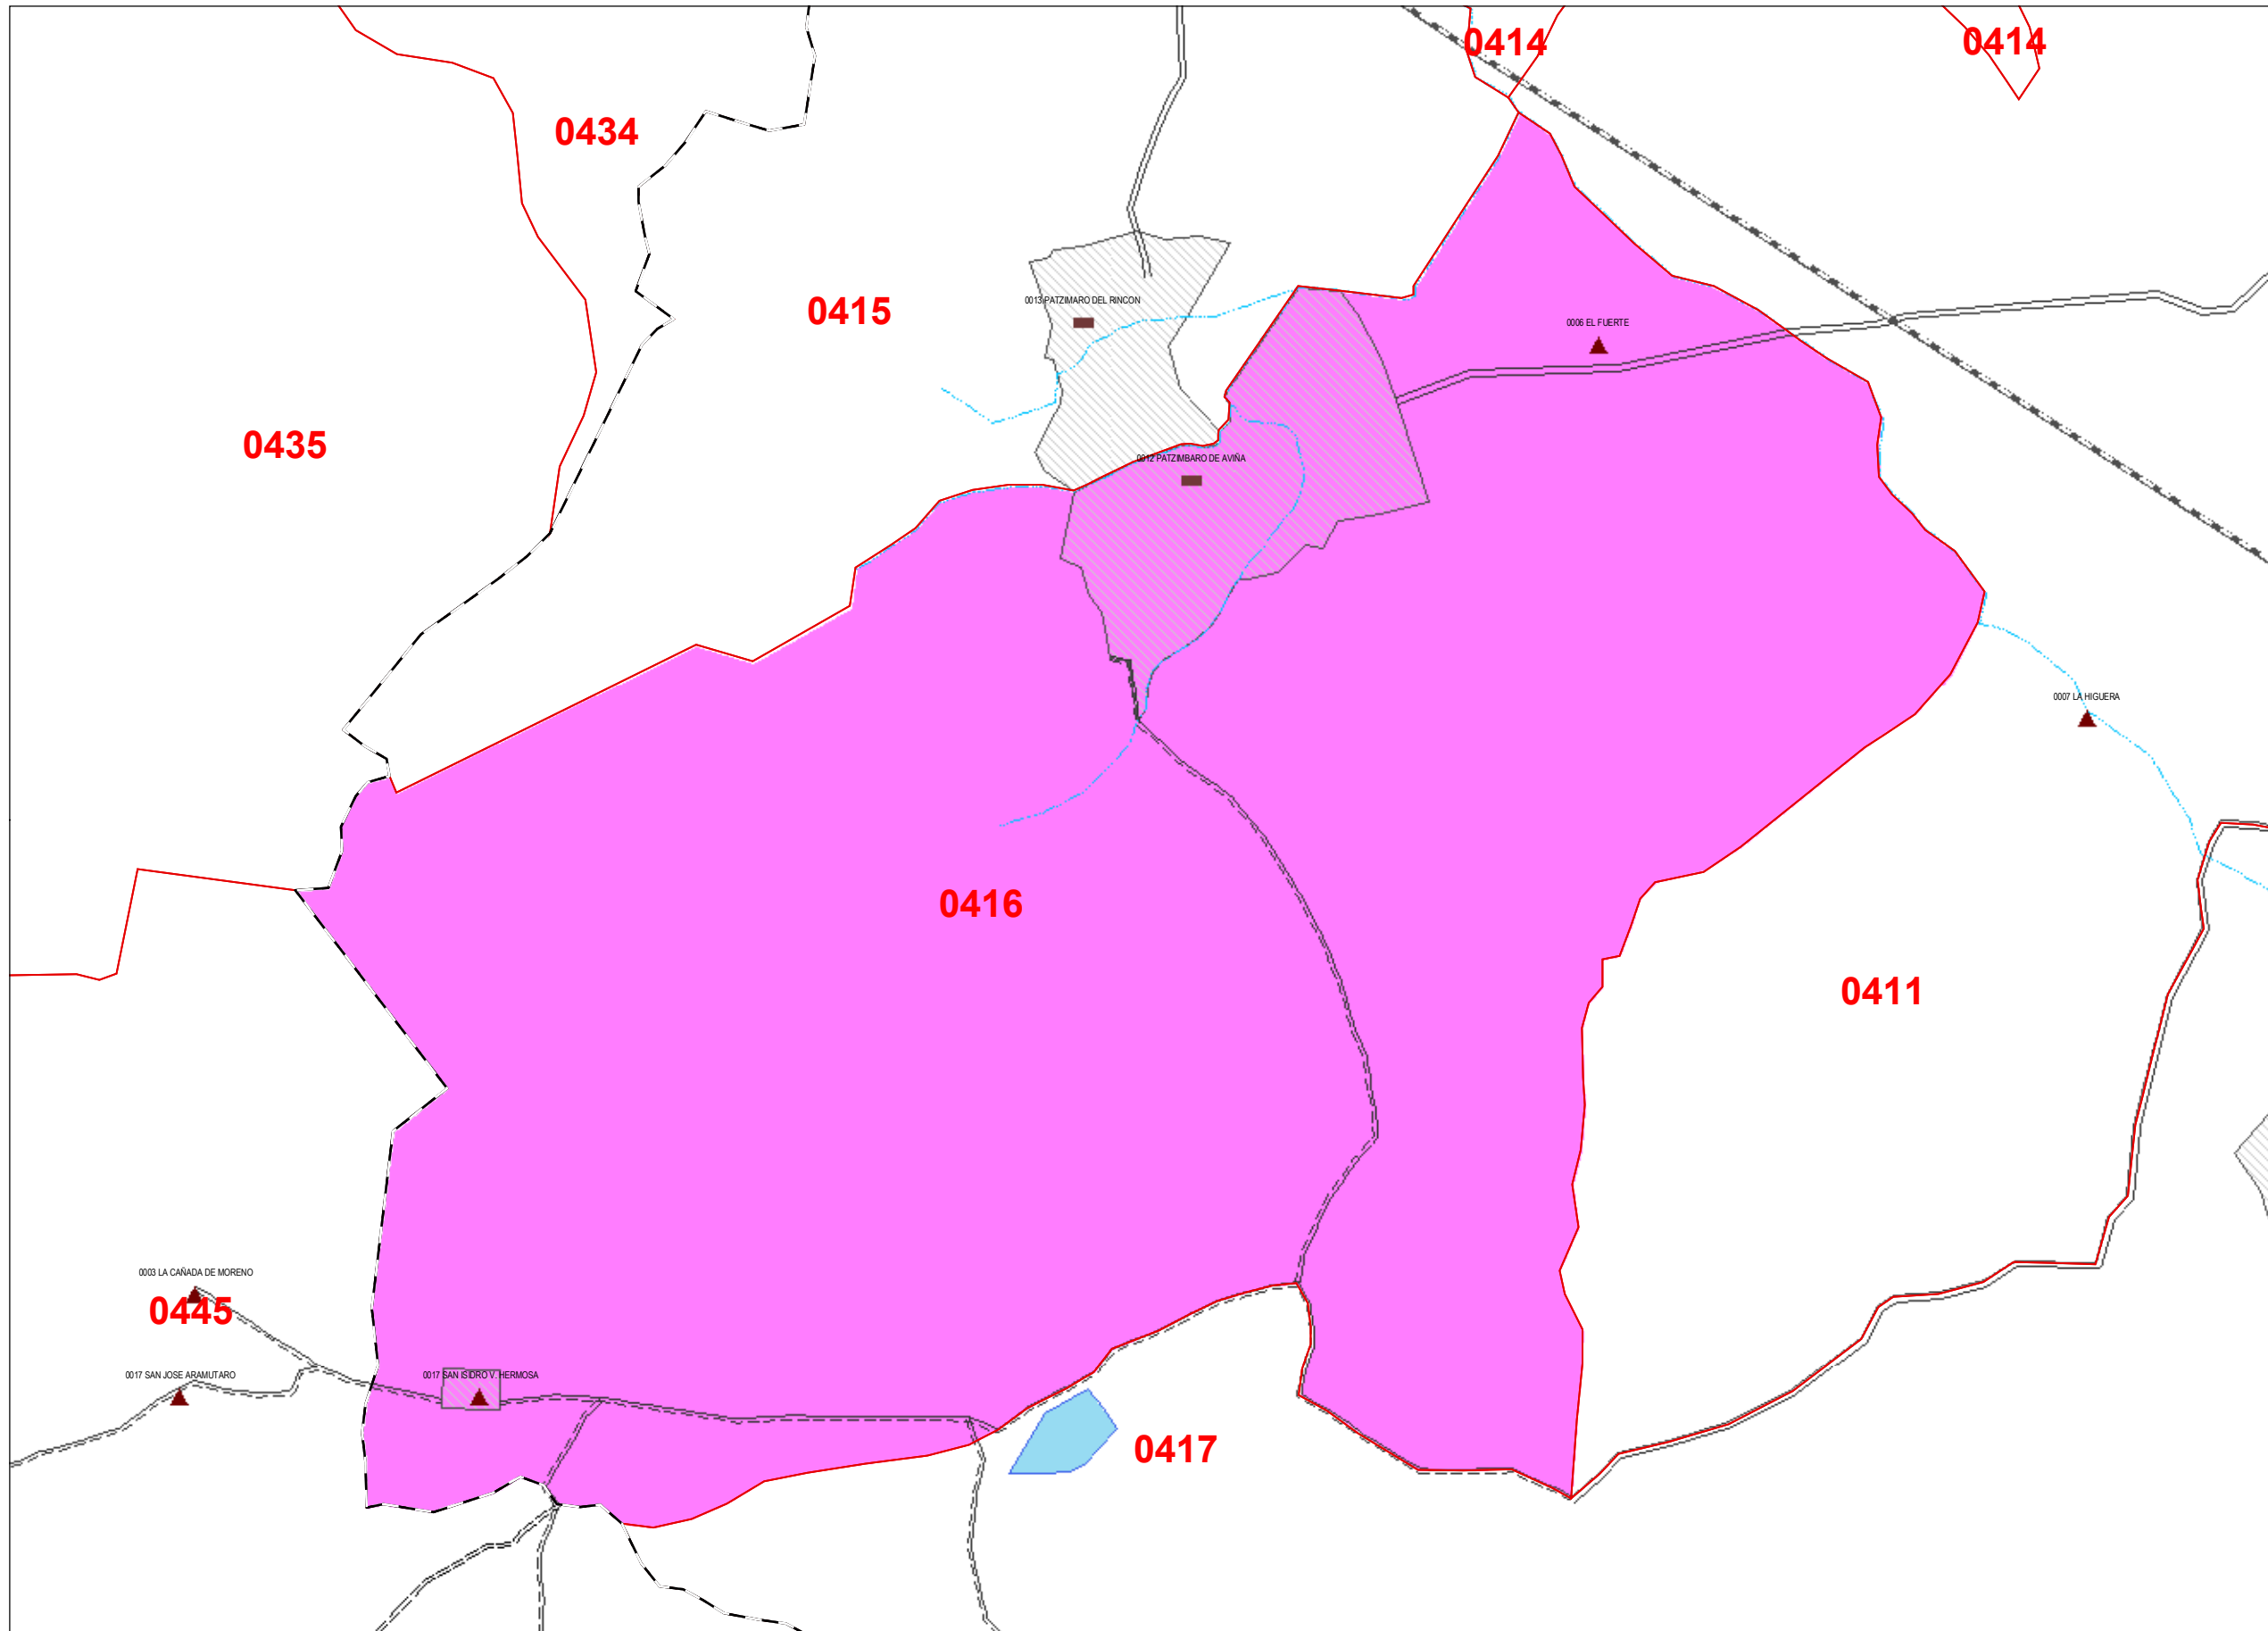 0414
0414
0434
0415
0013 PATZIMARO DEL RINCON
0006 EL FUERTE
0435
0012 PATZIMBARO DE AVIÑA
0007 LA HIGUERA
0416
0411
0003 LA CAÑADA DE MORENO
0445
0017 SAN JOSE ARAMUTARO
0017 SAN ISIDRO V. HERMOSA
0417